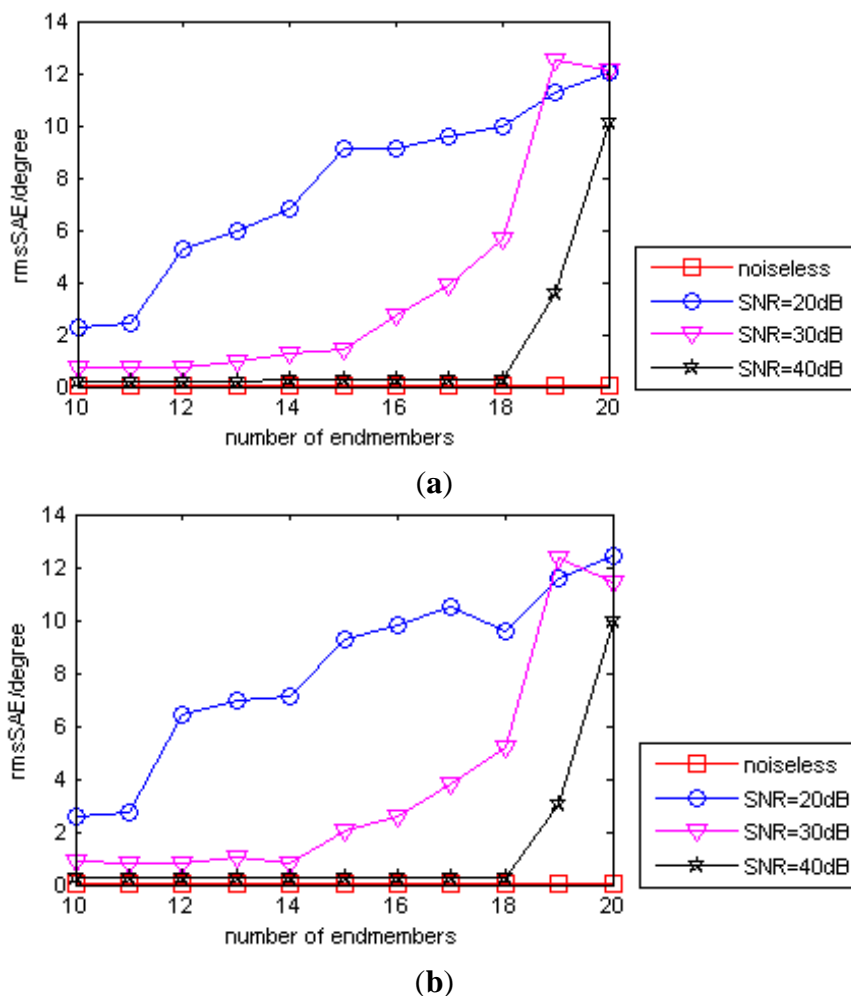 14
12
10
8
6
4
2
0
rmsSAE/degree
10 12 14 16 18 20
number of endmembers
noiseless
SNR=20dB
SNR=30dB
SNR=40dB
(a)
14
12
10
8
6
4
2
0
rmsSAE/degree
10 12 14 16 18 20
number of endmembers
noiseless
SNR=20dB
SNR=30dB
SNR=40dB
(b)